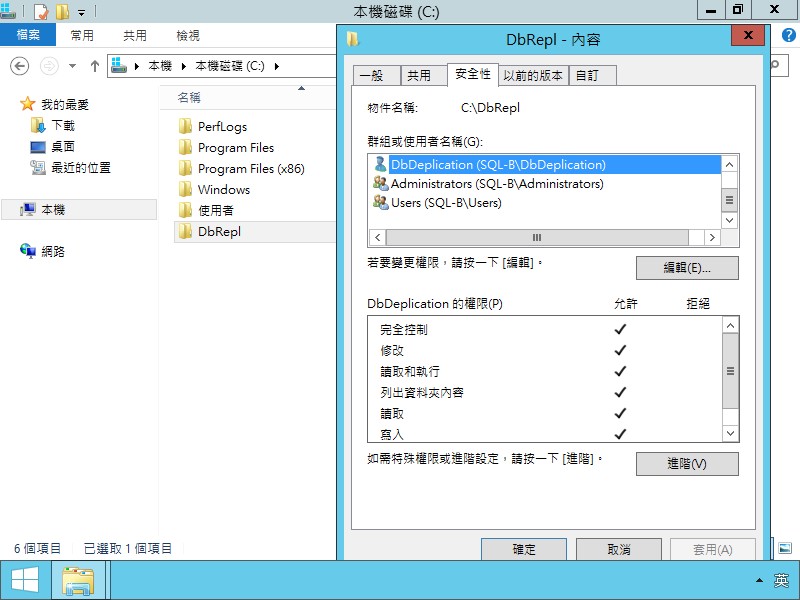 本機磁碟 (C:)
檔案
常用
共用
檢視
本機
本機磁碟 (C:)
我的最愛
下載
桌面
最近的位置
本機
網路
名稱
PerfLogs
Program Files
Program Files (x86)
Windows
使用者
DbRepl
DbRepl - 內容
一般
共用
安全性
以前的版本
自訂
物件名稱: C:\DbRepl
群組或使用者名稱(G):
DbDeplication (SQL-B\DbDeplication)
Administrators (SQL-B\Administrators)
Users (SQL-B\Users)
若要變更權限，請按一下 [編輯]。
編輯(E)...
DbDeplication 的權限(P) 允許 拒絕
完全控制
修改
讀取和執行
列出資料夾內容
讀取
寫入
如需特殊權限或進階設定，請按一下 [進階]。
進階(V)
確定
取消
套用(A)
6 個項目
已選取 1 個項目
英